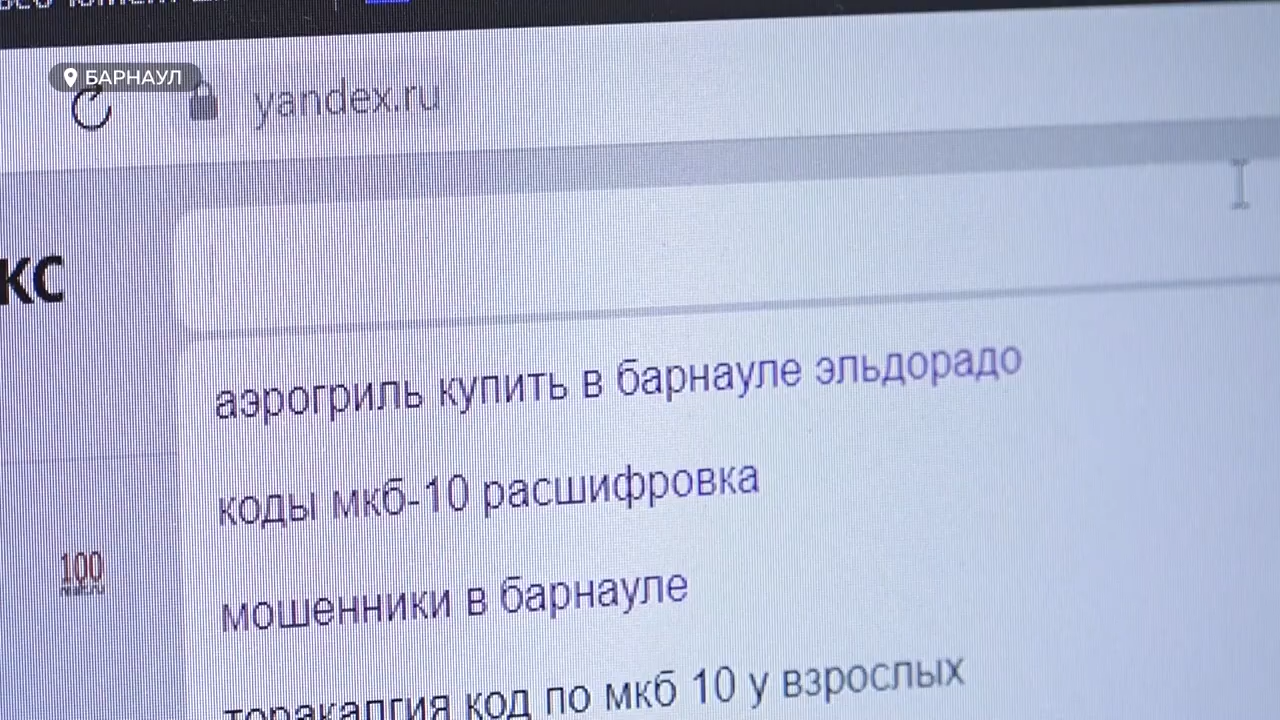 БАРНАУЛ
yandex.ru
кс
аэрогриль купить в барнауле эльдорадо
коды мкб-10 расшифровка
100
мошенники в барнауле
торакалгия код по мкб 10 у взрослых